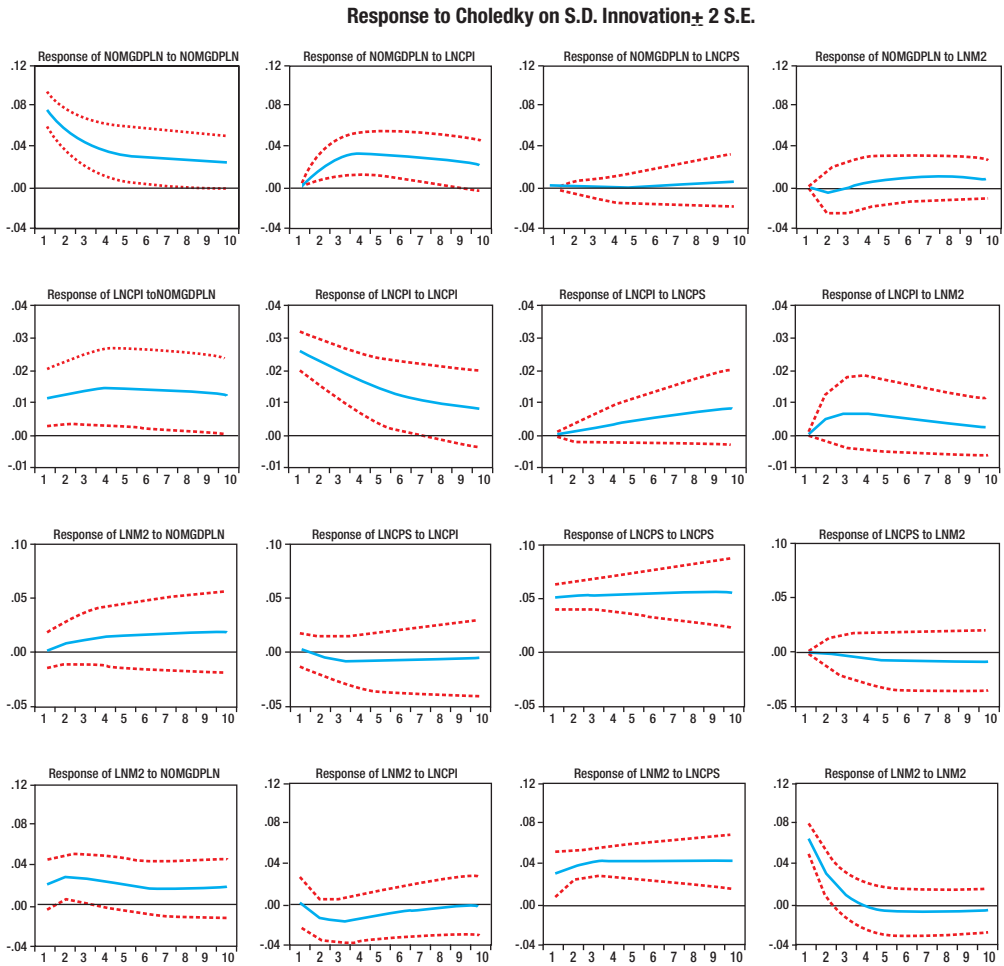 Response to Choledky on S.D. Innovation± 2 S.E.
Response of NOMGDPLN to NOMGDPLN
.12
.08
.04
.00
-.04
1 2 3 4 5 6 7 8 9 10
Response of NOMGDPLN to LNCPI
.12
.08
.04
.00
-.04
1 2 3 4 5 6 7 8 9 10
Response of NOMGDPLN to LNCPS
.12
.08
.04
.00
-.04
1 2 3 4 5 6 7 8 9 10
Response of NOMGDPLN to LNM2
.12
.08
.04
.00
-.04
1 2 3 4 5 6 7 8 9 10
Response of LNCPI toNOMGDPLN
.04
.03
.02
.01
.00
-.01
1 2 3 4 5 6 7 8 9 10
Response of LNCPI to LNCPI
.04
.03
.02
.01
.00
-.01
1 2 3 4 5 6 7 8 9 10
Response of LNCPI to LNCPS
.04
.03
.02
.01
.00
-.01
1 2 3 4 5 6 7 8 9 10
Response of LNCPI to LNM2
.04
.03
.02
.01
.00
-.01
1 2 3 4 5 6 7 8 9 10
Response of LNM2 to NOMGDPLN
.10
.05
.00
-.05
1 2 3 4 5 6 7 8 9 10
Response of LNCPS to LNCPI
.10
.05
.00
-.05
1 2 3 4 5 6 7 8 9 10
Response of LNCPS to LNCPS
.10
.05
.00
-.05
1 2 3 4 5 6 7 8 9 10
Response of LNCPS to LNM2
.10
.05
.00
-.05
1 2 3 4 5 6 7 8 9 10
Response of LNM2 to NOMGDPLN
.12
.08
.04
.00
-.04
1 2 3 4 5 6 7 8 9 10
Response of LNM2 to LNCPI
.12
.08
.04
.00
-.04
1 2 3 4 5 6 7 8 9 10
Response of LNM2 to LNCPS
.12
.08
.04
.00
-.04
1 2 3 4 5 6 7 8 9 10
Response of LNM2 to LNM2
.12
.08
.04
.00
-.04
1 2 3 4 5 6 7 8 9 10